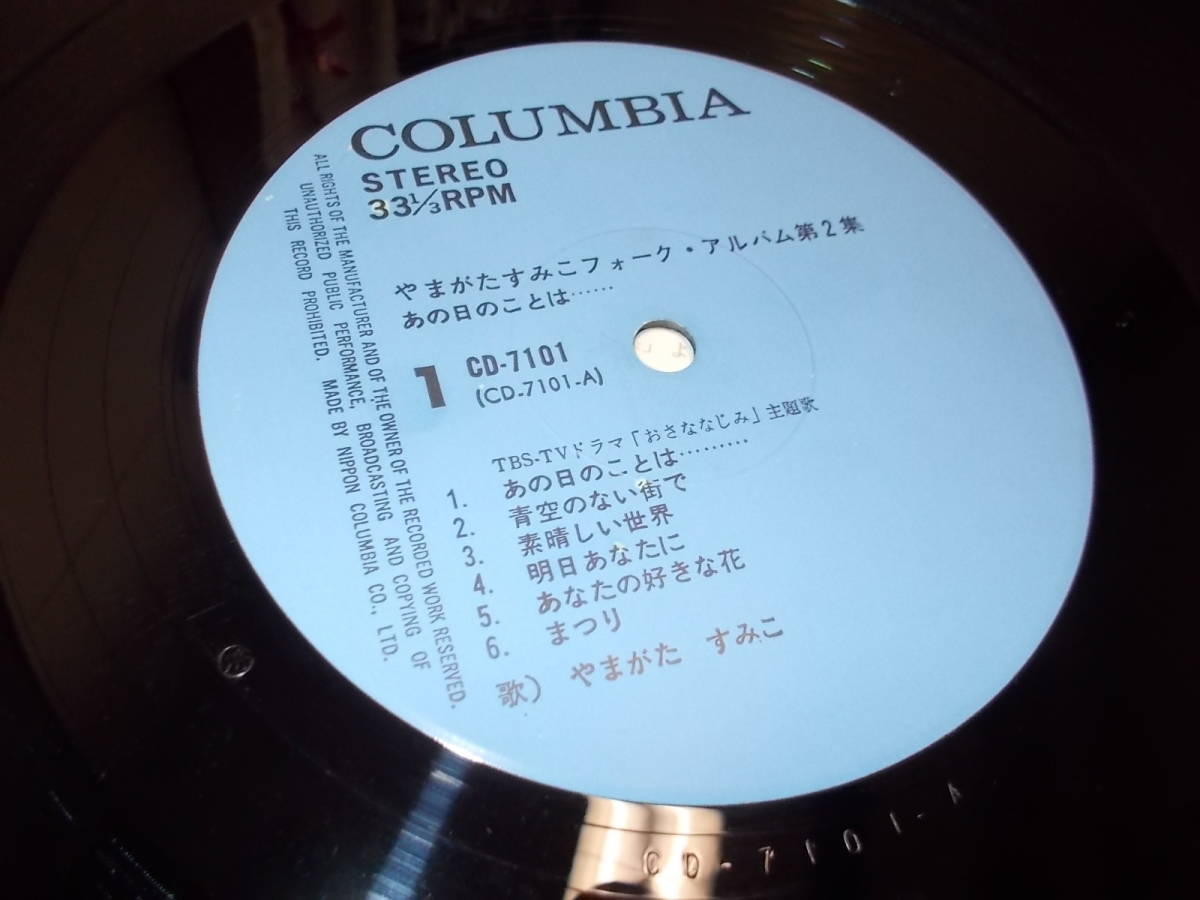 COLUMBIA
STEREO
33⅓RPM
やまがたすみこフォーク・アルバム第2集
あの日のことは……
1
CD-7101
(CD-7101-A)
TBS-TVドラマ「おさななじみ」主題歌
1. あの日のことは………
2. 青空のない街で
3. 素晴しい世界
4. 明日あなたに
5. あなたの好きな花
6. まつり
歌） やまがた すみこ
ALL RIGHTS OF THE MANUFACTURER AND OF THE OWNER OF THE RECORDED WORK RESERVED.
UNAUTHORIZED PUBLIC PERFORMANCE, BROADCASTING AND COPYING OF
THIS RECORD PROHIBITED. MADE BY NIPPON COLUMBIA CO., LTD.
CD-7101-A